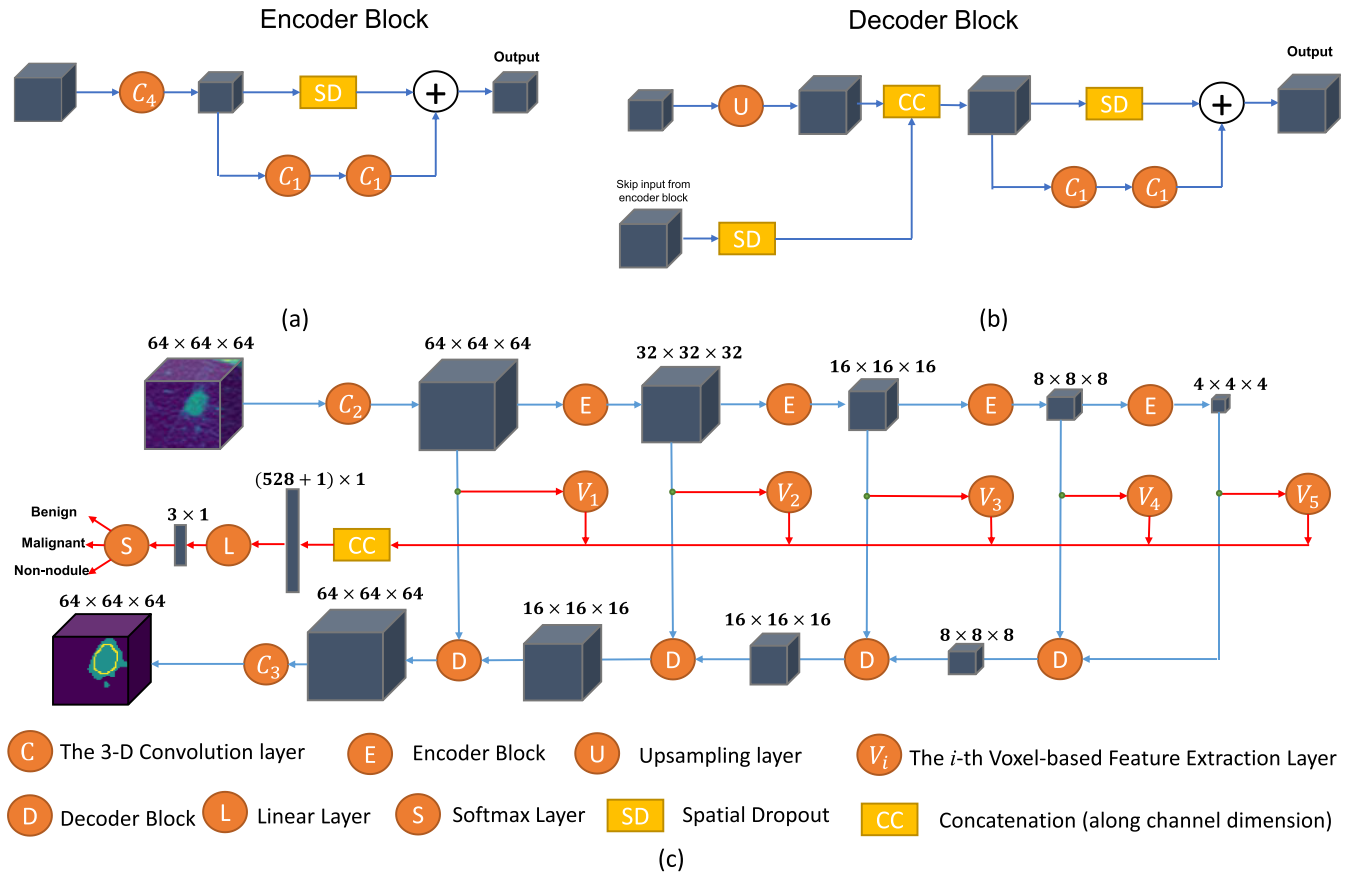 Encoder Block
Output
C₄
SD
+
C₁
C₁
(a)
Decoder Block
Output
U
CC
SD
+
Skip input from
encoder block
SD
C₁
C₁
(b)
64 × 64 × 64
64 × 64 × 64
32 × 32 × 32
16 × 16 × 16
8 × 8 × 8
4 × 4 × 4
C₂
E
E
E
E
(528 + 1) × 1
V₁
V₂
V₃
V₄
V₅
Benign
Malignant
Non-nodule
S
3 × 1
L
CC
64 × 64 × 64
64 × 64 × 64
16 × 16 × 16
16 × 16 × 16
8 × 8 × 8
C₃
D
D
D
D
C The 3-D Convolution layer
E Encoder Block
U Upsampling layer
Vᵢ The i-th Voxel-based Feature Extraction Layer
D Decoder Block
L Linear Layer
S Softmax Layer
SD Spatial Dropout
CC Concatenation (along channel dimension)
(c)